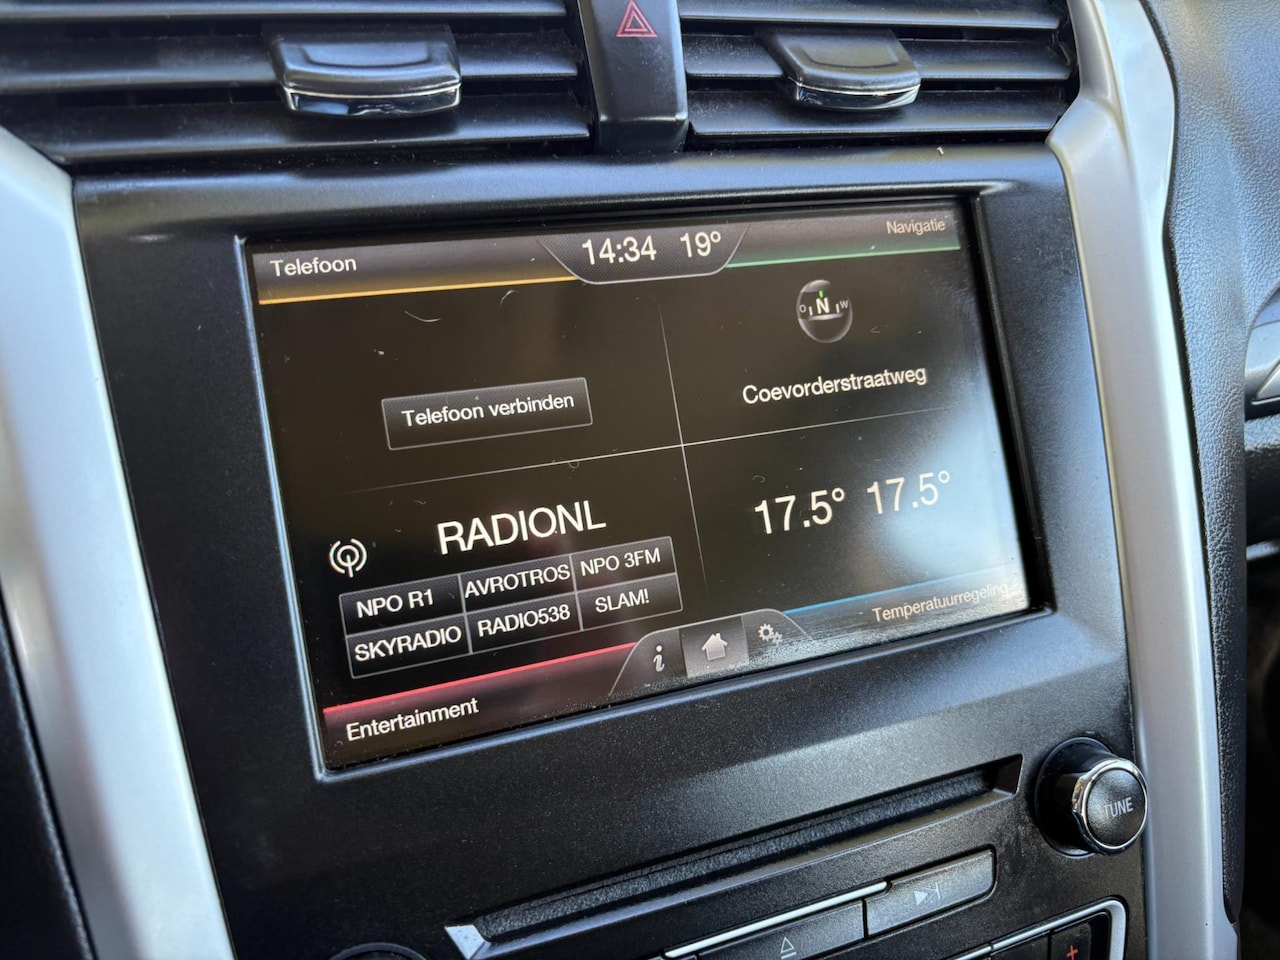 Telefoon
14:34 19°
Navigatie
O N W
Coevorderstraatweg
Telefoon verbinden
RADIONL
17.5° 17.5°
NPO R1 AVROTROS NPO 3FM
SKYRADIO RADIO538 SLAM!
Temperatuurregeling
i
Entertainment
TUNE